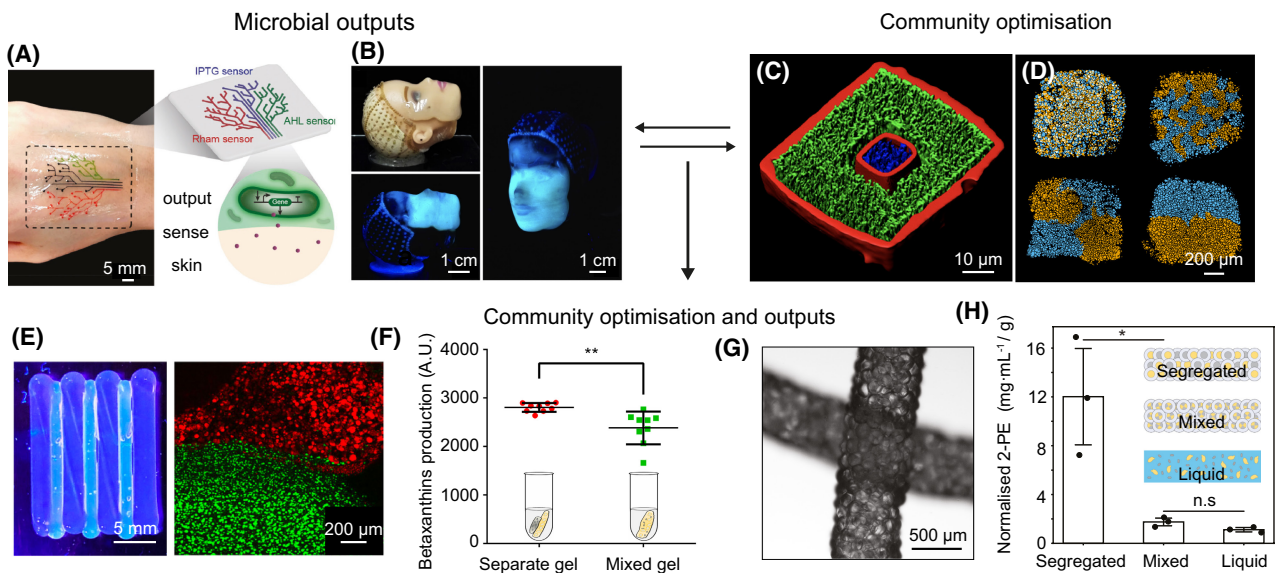 Microbial outputs
Community optimisation
(A)
IPTG sensor
AHL sensor
Rham sensor
output
Gene
sense
skin
5 mm
(B)
1 cm
1 cm
(C)
10 µm
(D)
200 µm
Community optimisation and outputs
(E)
5 mm
200 µm
(F)
Betaxanthins production (A.U.)
4000
3000
2000
1000
0
**
Separate gel
Mixed gel
(G)
500 µm
(H)
Normalised 2-PE (mg·mL⁻¹ / g)
16
12
8
4
0
*
Segregated
Mixed
Liquid
n.s
Segregated
Mixed
Liquid